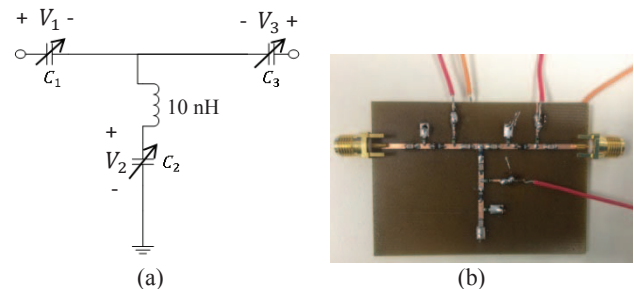 + V₁ - - V₃ +
C₁ C₃
10 nH
+
V₂ C₂
-
(a) (b)